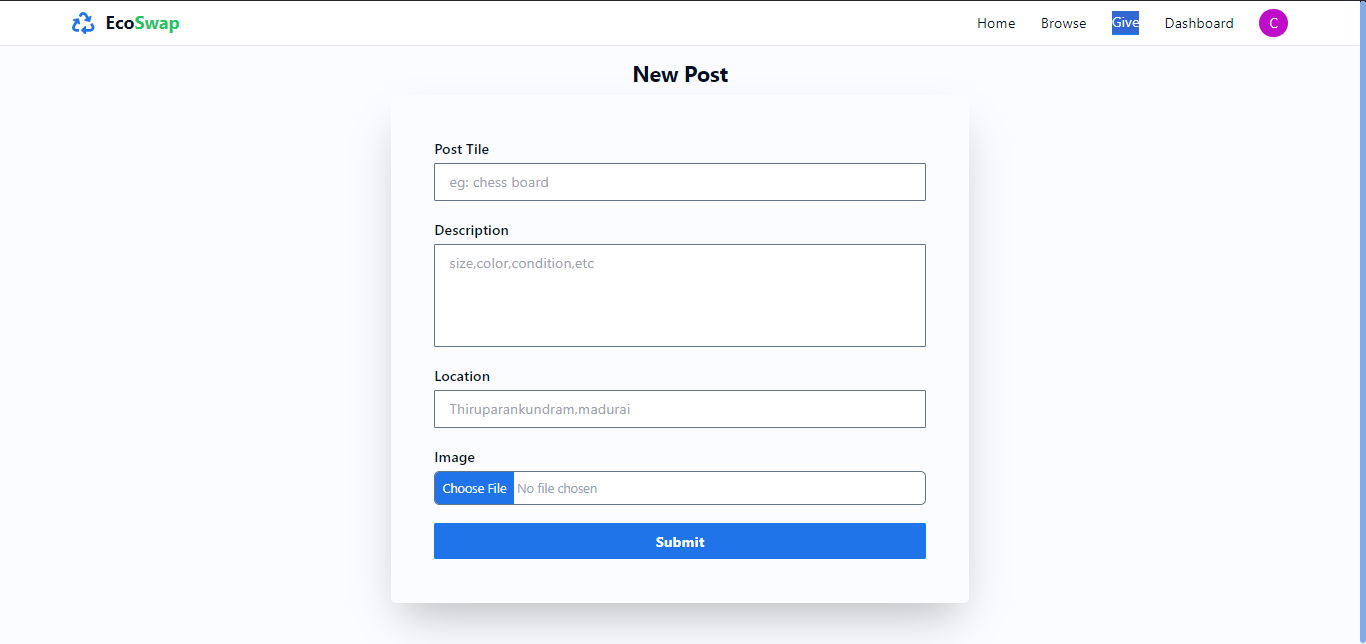 EcoSwap
Home Browse Give Dashboard C
New Post
Post Tile
eg: chess board
Description
size,color,condition,etc
Location
Thiruparankundram,madurai
Image
Choose File No file chosen
Submit